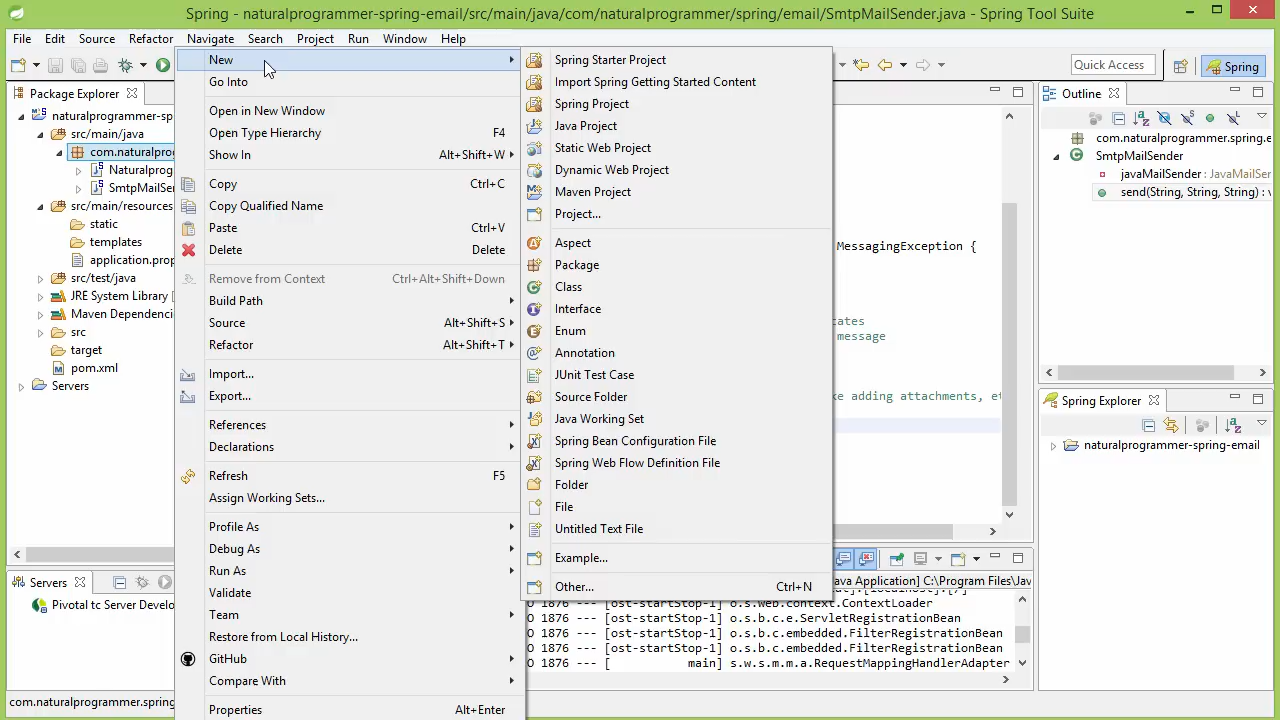 Spring - naturalprogrammer-spring-email/src/main/java/com/naturalprogrammer/spring/email/SmtpMailSender.java - Spring Tool Suite
File Edit Source Refactor Navigate Search Project Run Window Help
Quick Access
Spring
Package Explorer
naturalprogrammer-sp
src/main/java
com.naturalprog
Naturalprog
SmtpMailSe
src/main/resources
static
templates
application.prop
src/test/java
JRE System Library [
Maven Dependenci
src
target
pom.xml
Servers
Servers
Pivotal tc Server Develo
com.naturalprogrammer.spring
New
Go Into
Open in New Window
Open Type Hierarchy F4
Show In Alt+Shift+W
Copy Ctrl+C
Copy Qualified Name
Paste Ctrl+V
Delete Delete
Remove from Context Ctrl+Alt+Shift+Down
Build Path
Source Alt+Shift+S
Refactor Alt+Shift+T
Import...
Export...
References
Declarations
Refresh F5
Assign Working Sets...
Profile As
Debug As
Run As
Validate
Team
Restore from Local History...
GitHub
Compare With
Properties Alt+Enter
Spring Starter Project
Import Spring Getting Started Content
Spring Project
Java Project
Static Web Project
Dynamic Web Project
Maven Project
Project...
Aspect
Package
Class
Interface
Enum
Annotation
JUnit Test Case
Source Folder
Java Working Set
Spring Bean Configuration File
Spring Web Flow Definition File
Folder
File
Untitled Text File
Example...
Other... Ctrl+N
MessagingException {
ates
message
ke adding attachments, et
ava Application] C:\Program Files\Jav
0 1876 --- [ost-startStop-1] o.s.web.context.ContextLoader
0 1876 --- [ost-startStop-1] o.s.b.c.e.ServletRegistrationBean
0 1876 --- [ost-startStop-1] o.s.b.c.embedded.FilterRegistrationBean
0 1876 --- [ost-startStop-1] o.s.b.c.embedded.FilterRegistrationBean
0 1876 --- [ main] s.w.s.m.m.a.RequestMappingHandlerAdapter
Outline
com.naturalprogrammer.spring.e
SmtpMailSender
javaMailSender : JavaMailSer
send(String, String, String) : v
Spring Explorer
naturalprogrammer-spring-email